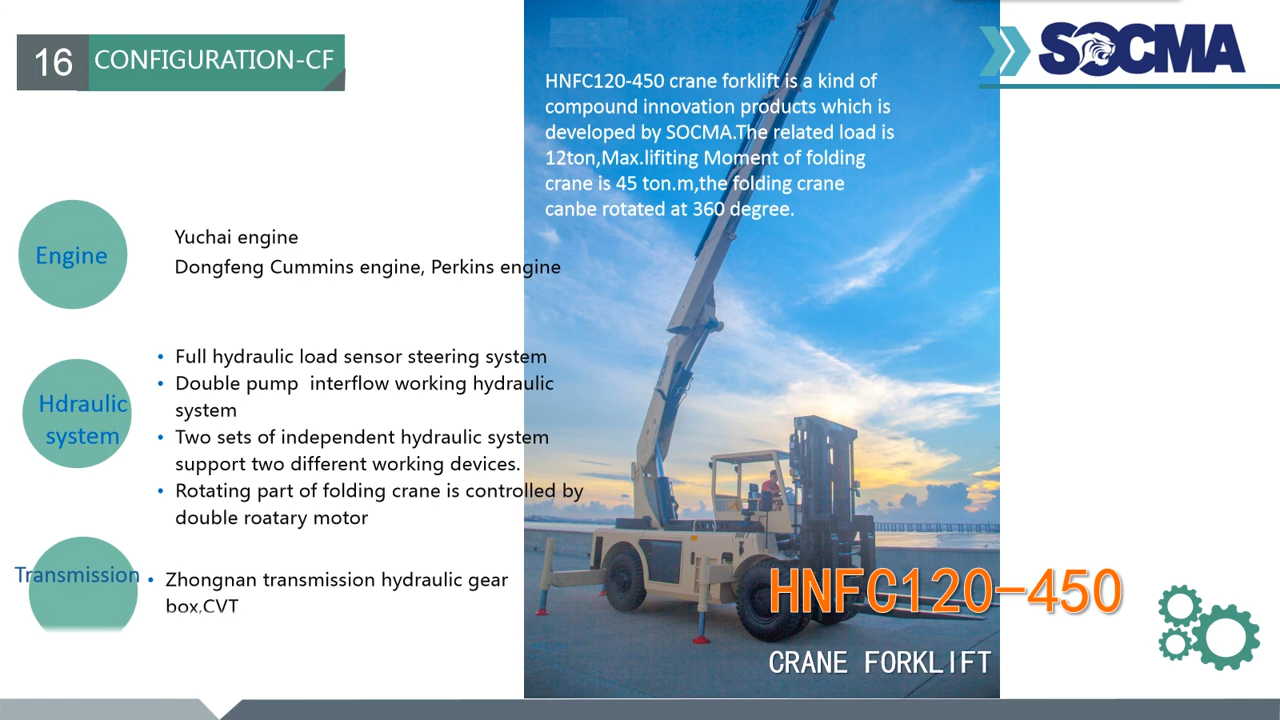 16 CONFIGURATION-CF
SOCMA
HNFC120-450 crane forklift is a kind of
compound innovation products which is
developed by SOCMA.The related load is
12ton,Max.lifiting Moment of folding
crane is 45 ton.m,the folding crane
canbe rotated at 360 degree.
Engine
Yuchai engine
Dongfeng Cummins engine, Perkins engine
Hdraulic
system
• Full hydraulic load sensor steering system
• Double pump  interflow working hydraulic
system
• Two sets of independent hydraulic system
support two different working devices.
• Rotating part of folding crane is controlled by
double roatary motor
Transmission
• Zhongnan transmission hydraulic gear
box.CVT
HNFC120-450
CRANE FORKLIFT